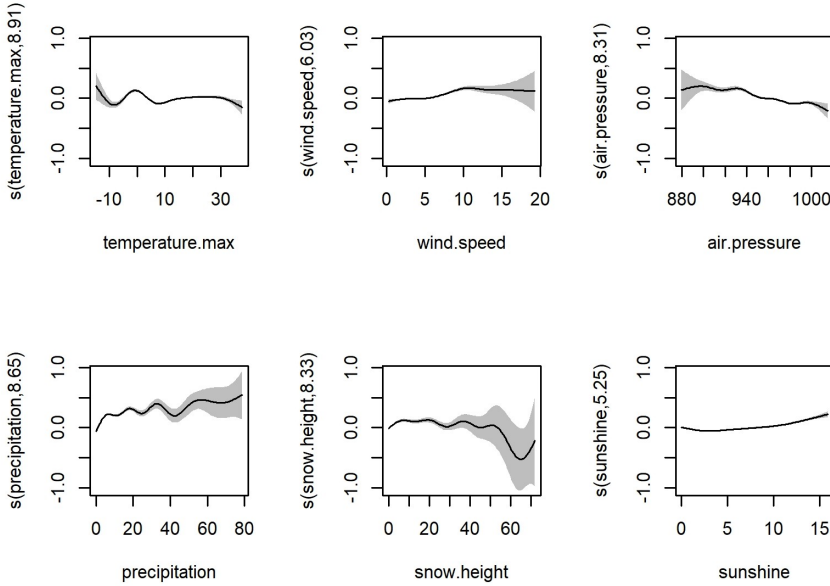 s(temperature.max,8.91)
1.0
0.0
-1.0
-10 10 30
temperature.max
s(wind.speed,6.03)
1.0
0.0
-1.0
0 5 10 15 20
wind.speed
s(air.pressure,8.31)
1.0
0.0
-1.0
880 940 1000
air.pressure
s(precipitation,8.65)
1.0
0.0
-1.0
0 20 40 60 80
precipitation
s(snow.height,8.33)
1.0
0.0
-1.0
0 20 40 60
snow.height
s(sunshine,5.25)
1.0
0.0
-1.0
0 5 10 15
sunshine